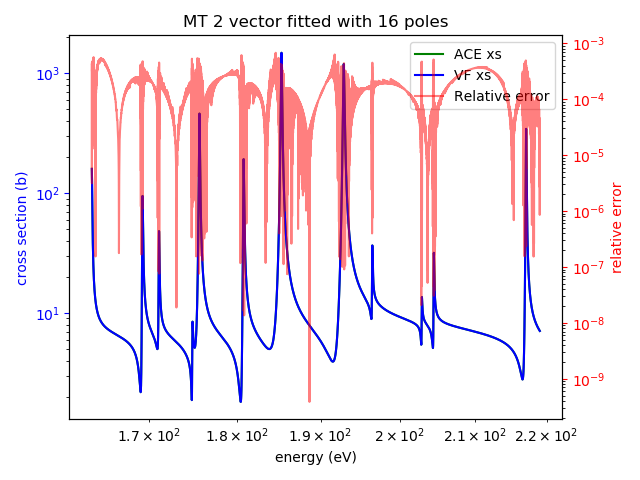 MT 2 vector fitted with 16 poles
ACE xs
VF xs
Relative error
10³
10²
10¹
cross section (b)
10⁻³
10⁻⁴
10⁻⁵
10⁻⁶
10⁻⁷
10⁻⁸
10⁻⁹
relative error
1.7 × 10² 1.8 × 10² 1.9 × 10² 2 × 10² 2.1 × 10² 2.2 × 10²
energy (eV)